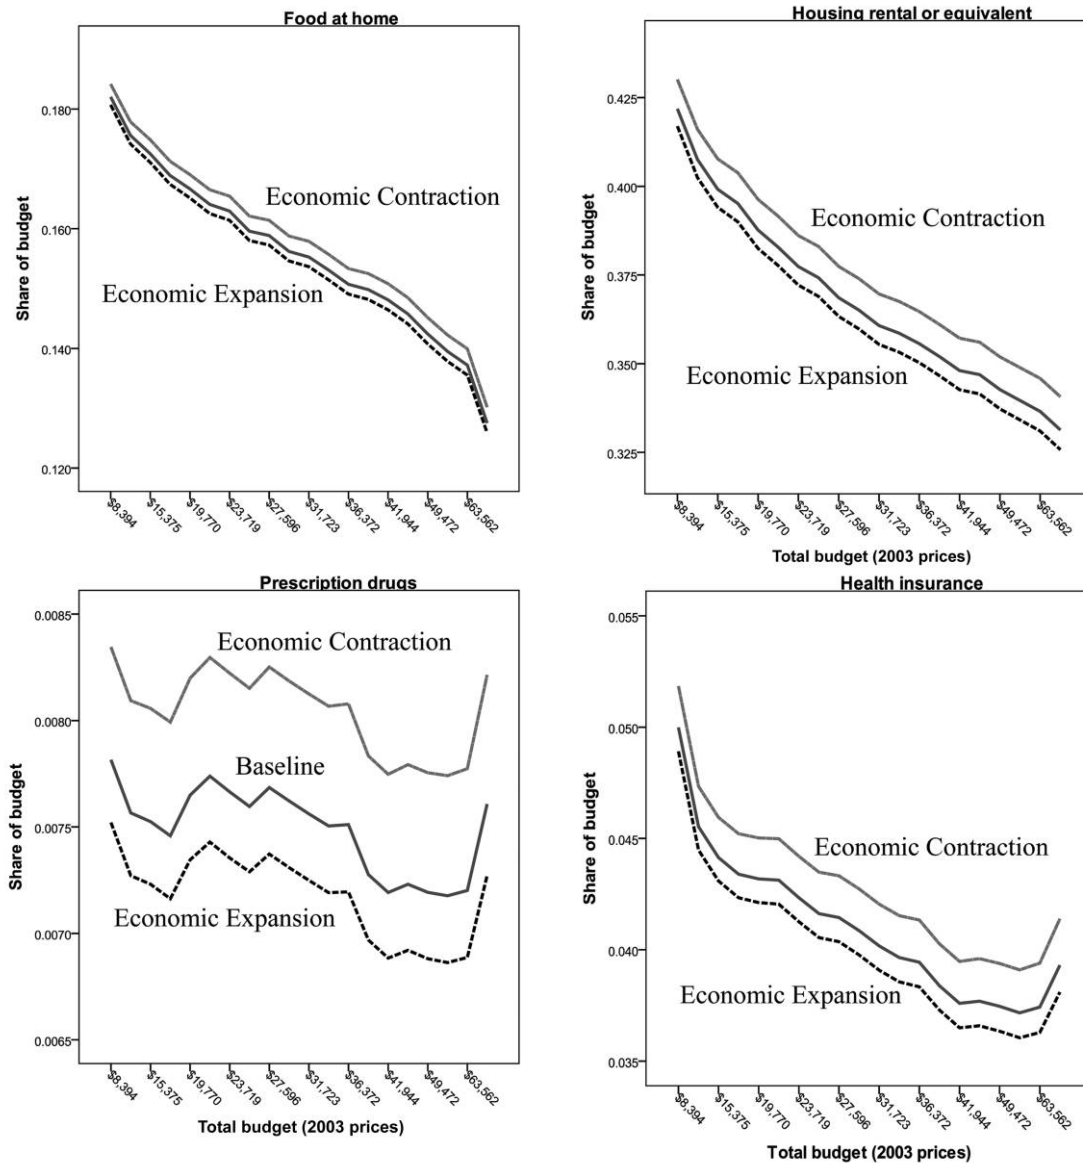 Food at home
Share of budget
0.180
0.160
0.140
0.120
Economic Contraction
Economic Expansion
$8,394
$15,375
$19,770
$23,719
$27,596
$31,723
$36,372
$41,944
$49,472
$63,562
Housing rental or equivalent
Share of budget
0.425
0.400
0.375
0.350
0.325
Economic Contraction
Economic Expansion
$8,394
$15,375
$19,770
$23,719
$27,596
$31,723
$36,372
$41,944
$49,472
$63,562
Total budget (2003 prices)
Prescription drugs
Share of budget
0.0085
0.0080
0.0075
0.0070
0.0065
Economic Contraction
Baseline
Economic Expansion
$8,394
$15,375
$19,770
$23,719
$27,596
$31,723
$36,372
$41,944
$49,472
$63,562
Total budget (2003 prices)
Health insurance
Share of budget
0.055
0.050
0.045
0.040
0.035
Economic Contraction
Economic Expansion
$8,394
$15,375
$19,770
$23,719
$27,596
$31,723
$36,372
$41,944
$49,472
$63,562
Total budget (2003 prices)